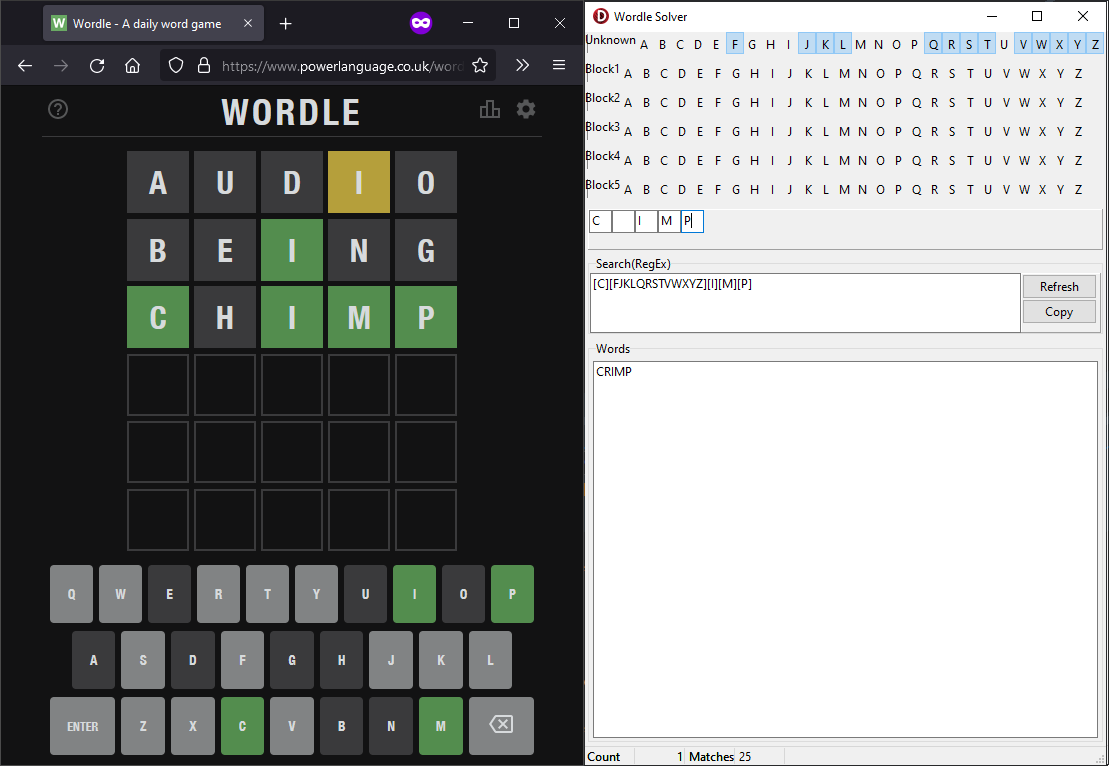 Wordle - A daily word game
https://www.powerlanguage.co.uk/word
WORDLE
A U D I O
B E I N G
C H I M P
Q W E R T Y U I O P
A S D F G H J K L
ENTER Z X C V B N M
Wordle Solver
Unknown A B C D E F G H I J K L M N O P Q R S T U V W X Y Z
Block1 A B C D E F G H I J K L M N O P Q R S T U V W X Y Z
Block2 A B C D E F G H I J K L M N O P Q R S T U V W X Y Z
Block3 A B C D E F G H I J K L M N O P Q R S T U V W X Y Z
Block4 A B C D E F G H I J K L M N O P Q R S T U V W X Y Z
Block5 A B C D E F G H I J K L M N O P Q R S T U V W X Y Z
C I M P
Search(RegEx)
[C][FJKLQRSTVWXYZ][I][M][P]
Refresh
Copy
Words
CRIMP
Count 1 Matches 25